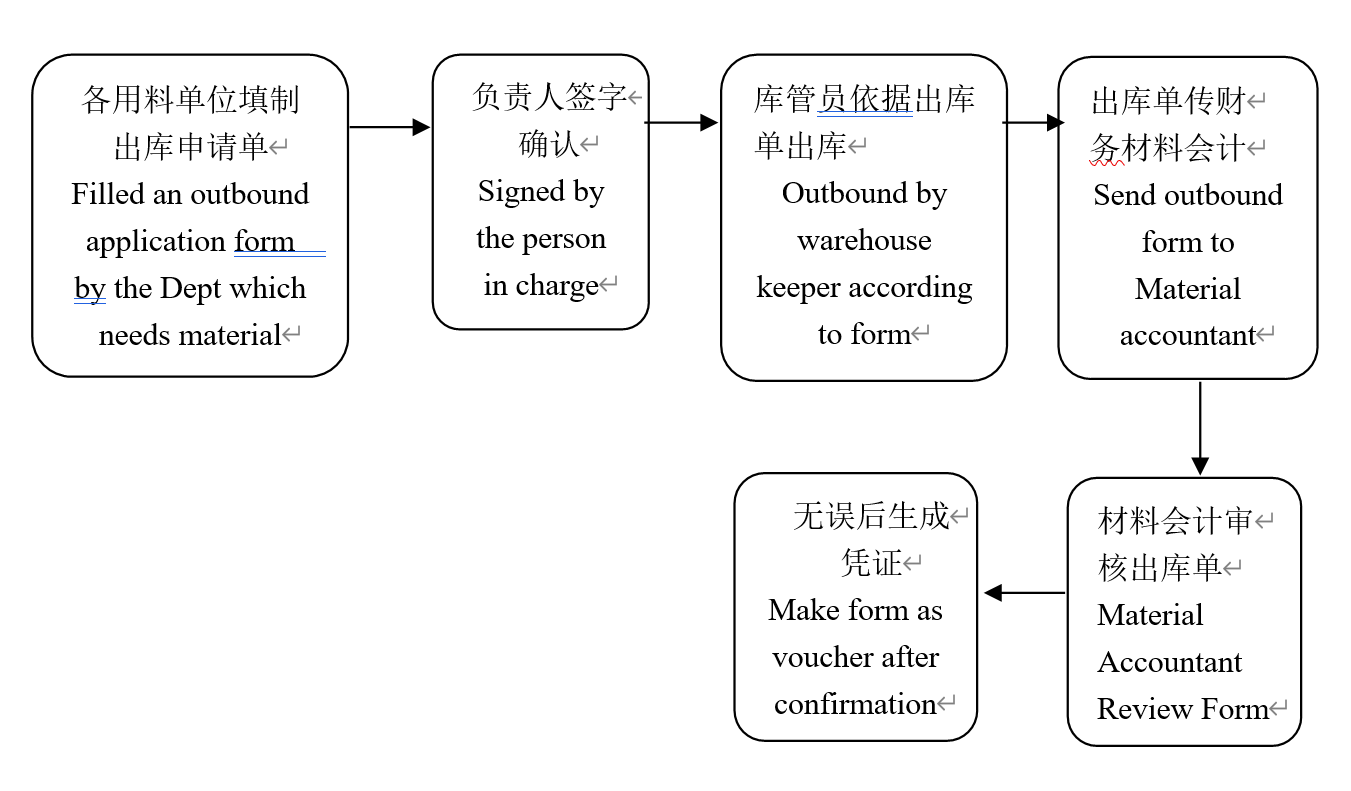 各用料单位填制
出库申请单
Filled an outbound
application form
by the Dept which
needs material
负责人签字
确认
Signed by
the person
in charge
库管员依据出库
单出库
Outbound by
warehouse
keeper according
to form
出库单传财
务材料会计
Send outbound
form to
Material
accountant
材料会计审
核出库单
Material
Accountant
Review Form
无误后生成
凭证
Make form as
voucher after
confirmation